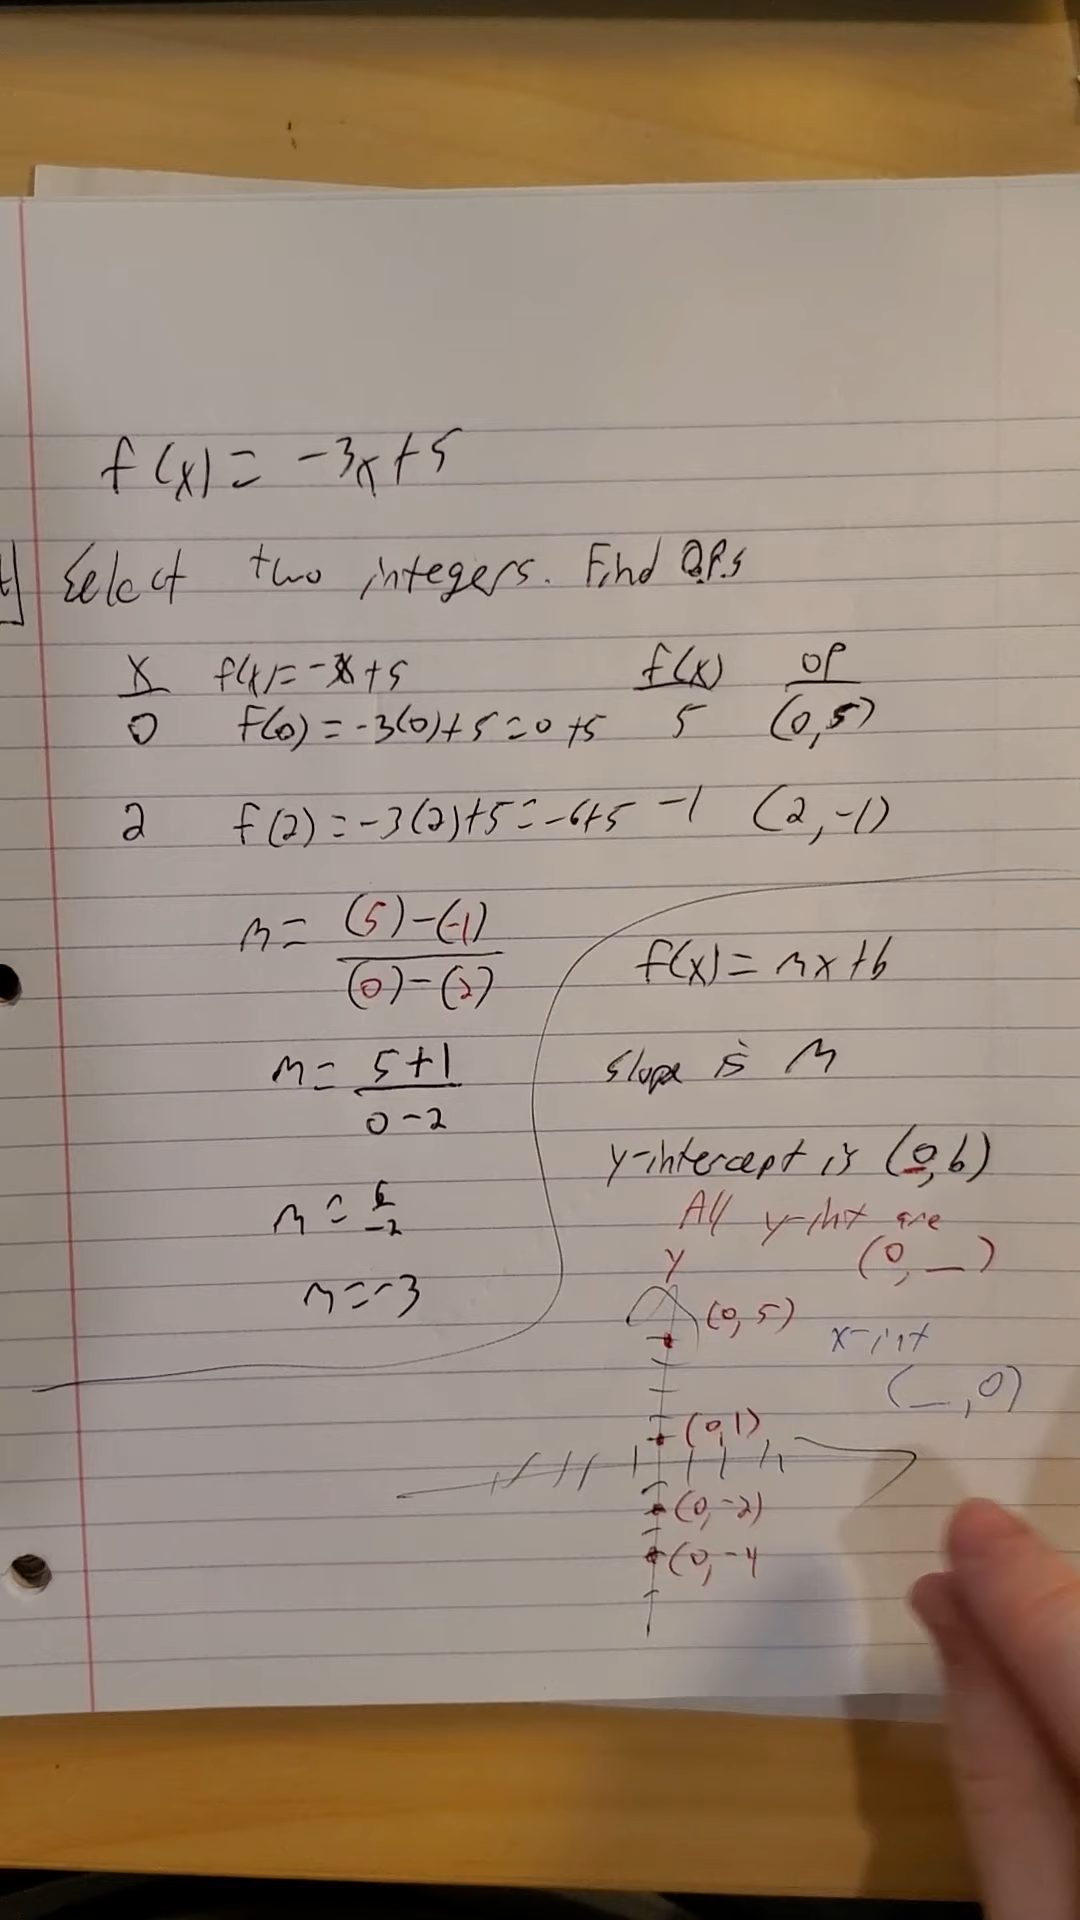 f(x) = -3x+5
Select two integers. Find O.P.s
x f(x) = -3x+5 f(x) OP
0 f(0) = -3(0)+5 = 0+5 5 (0,5)
2 f(2) = -3(2)+5 = -6+5 -1 (2,-1)
m = (5)-(-1)
(0)-(2)
m = 5+1
0-2
m = 6
-2
m = -3
f(x) = mx+b
slope is m
y-intercept is (0,b)
All y-int are
(0,_)
y
(0,5)
x-int
(_,0)
(0,1)
(0,-2)
(0,-4